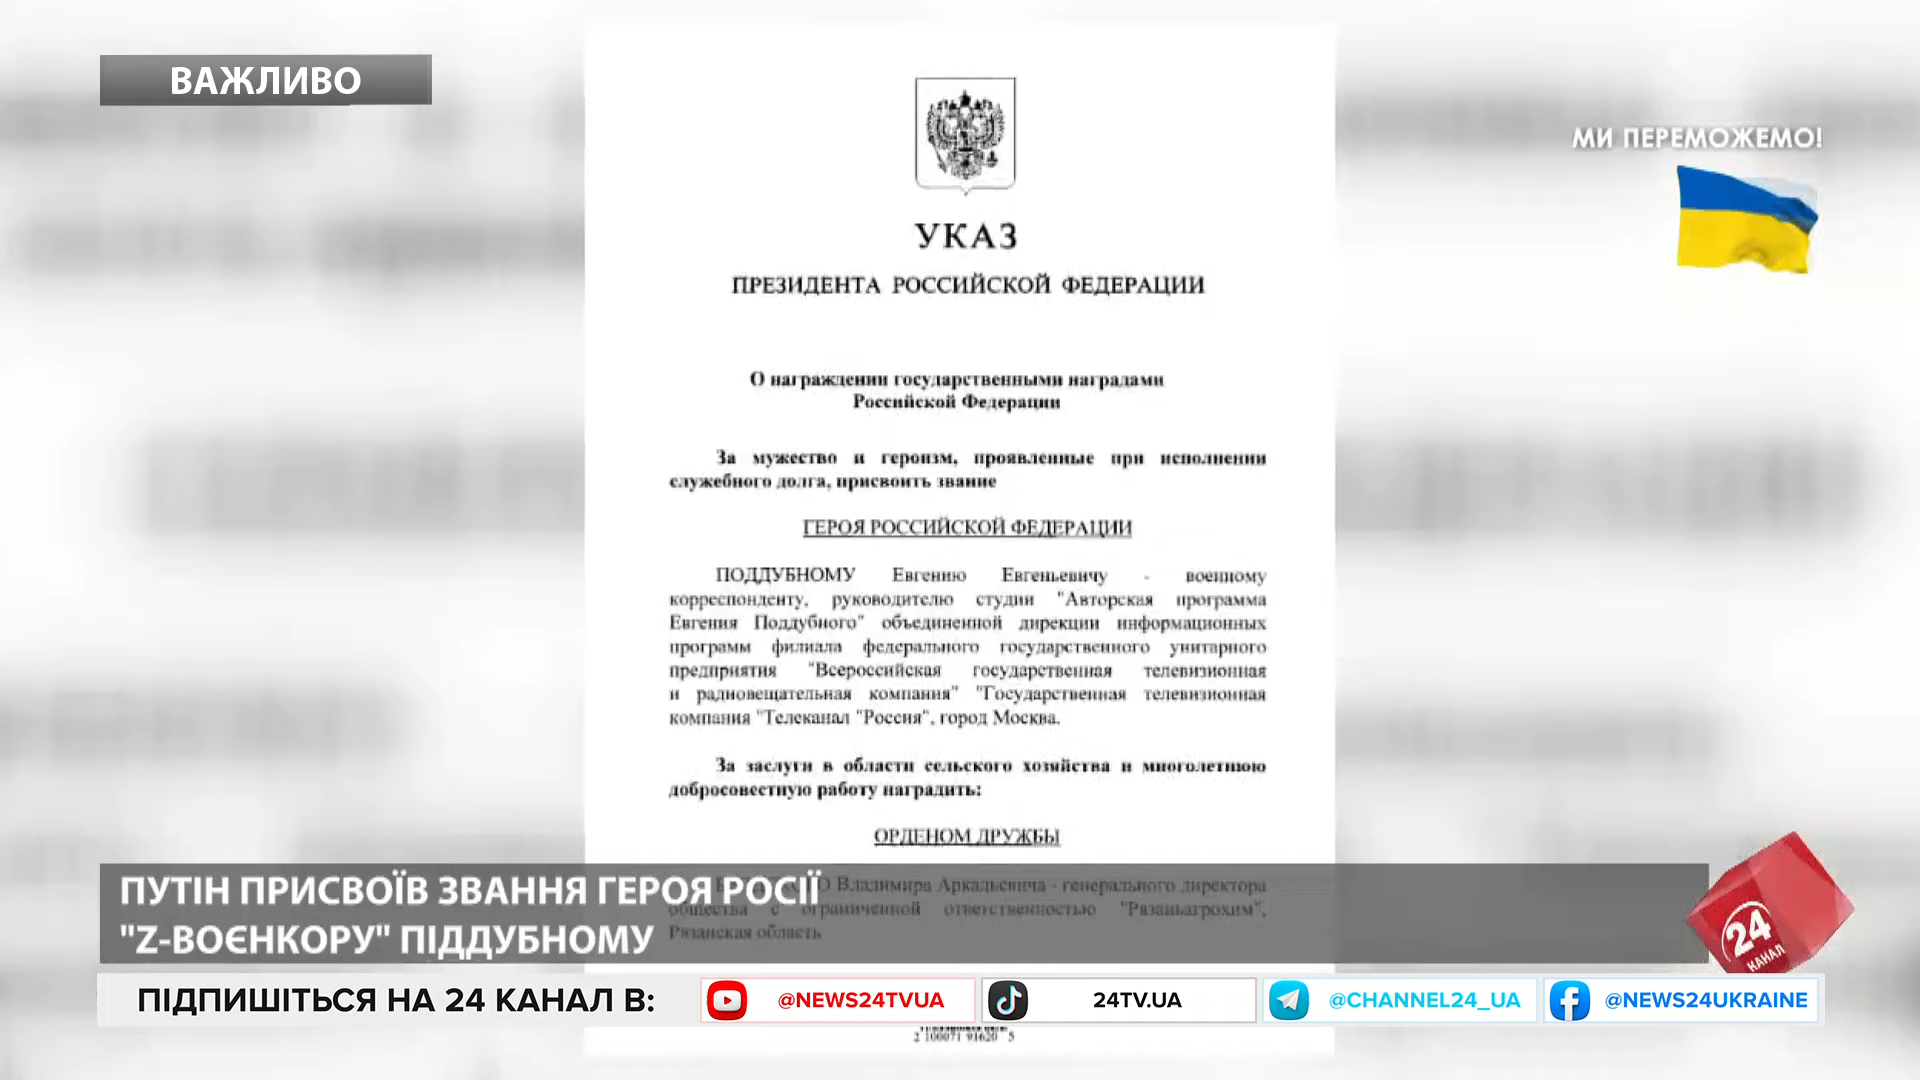 ВАЖЛИВО
МИ ПЕРЕМОЖЕМО!
УКАЗ
ПРЕЗИДЕНТА РОССИЙСКОЙ ФЕДЕРАЦИИ
О награждении государственными наградами
Российской Федерации
За мужество и героизм, проявленные при исполнении
служебного долга, присвоить звание
ГЕРОЯ РОССИЙСКОЙ ФЕДЕРАЦИИ
ПОДДУБНОМУ Евгению Евгеньевичу - военному
корреспонденту, руководителю студии "Авторская программа
Евгения Поддубного" объединенной дирекции информационных
программ филиала федерального государственного унитарного
предприятия "Всероссийская государственная телевизионная
и радиовещательная компания" "Государственная телевизионная
компания "Телеканал "Россия", город Москва.
За заслуги в области сельского хозяйства и многолетнюю
добросовестную работу наградить:
ОРДЕНОМ ДРУЖБЫ
Владимира Аркадьевича - генерального директора
общества с ограниченной ответственностью "Рязаньагрохим",
Рязанская область
ПУТІН ПРИСВОЇВ ЗВАННЯ ГЕРОЯ РОСІЇ
"Z-ВОЄНКОРУ" ПІДДУБНОМУ
24
КАНАЛ
ПІДПИШІТЬСЯ НА 24 КАНАЛ В:
@NEWS24TVUA
24TV.UA
@CHANNEL24_UA
@NEWS24UKRAINE
2 100071 91620 5